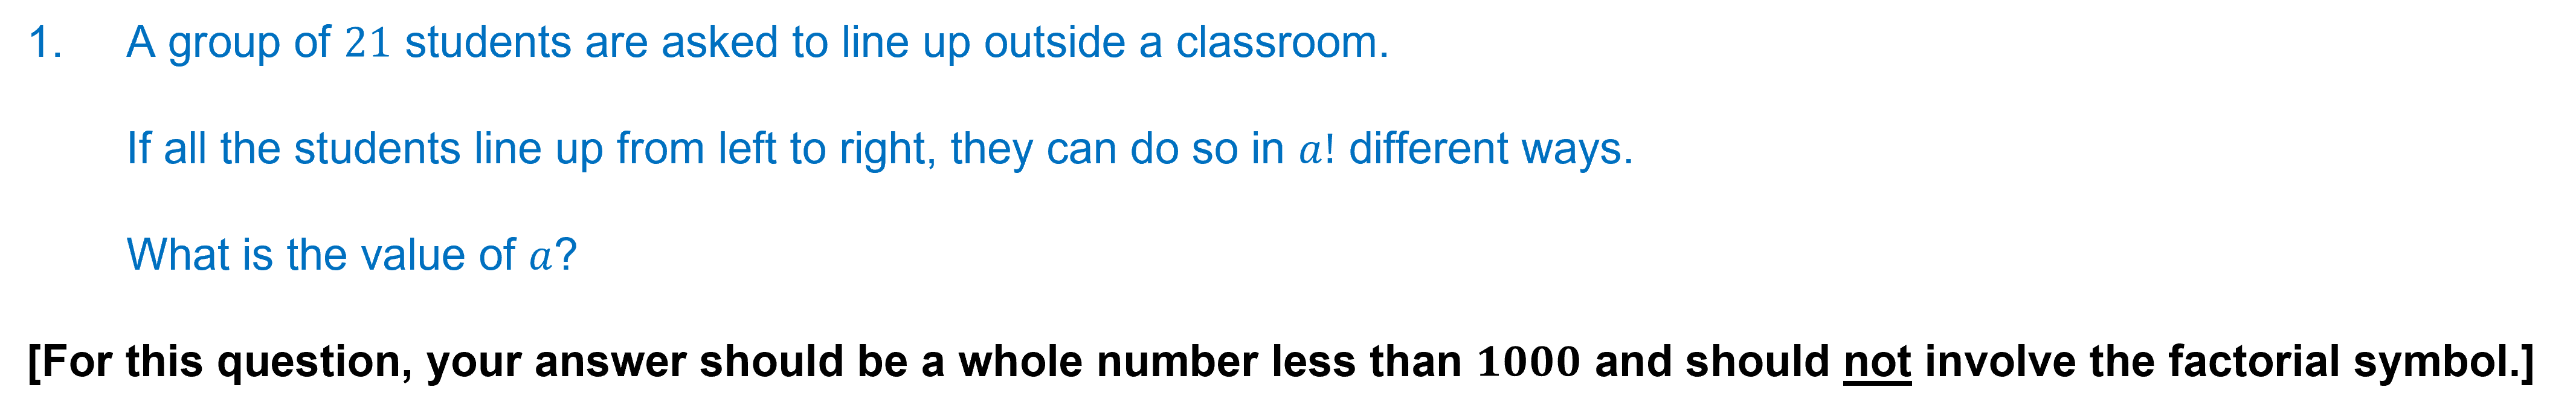 1. A group of 21 students are asked to line up outside a classroom.
If all the students line up from left to right, they can do so in a! different ways.
What is the value of a?
[For this question, your answer should be a whole number less than 1000 and should not involve the factorial symbol.]